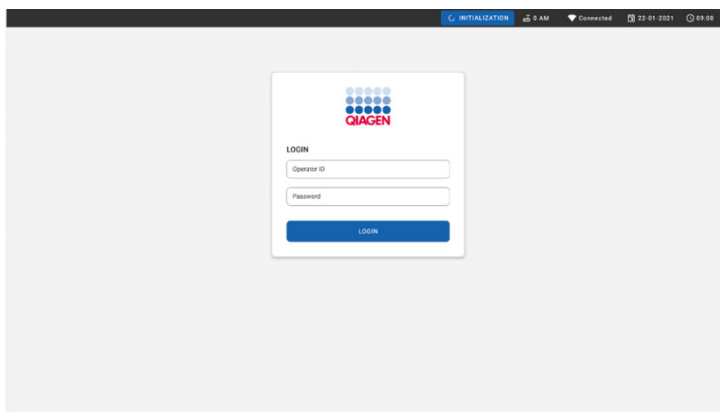 INITIALIZATION 0 AM Connected 22-01-2021 09:00
QIAGEN
LOGIN
Operator ID
Password
LOGIN